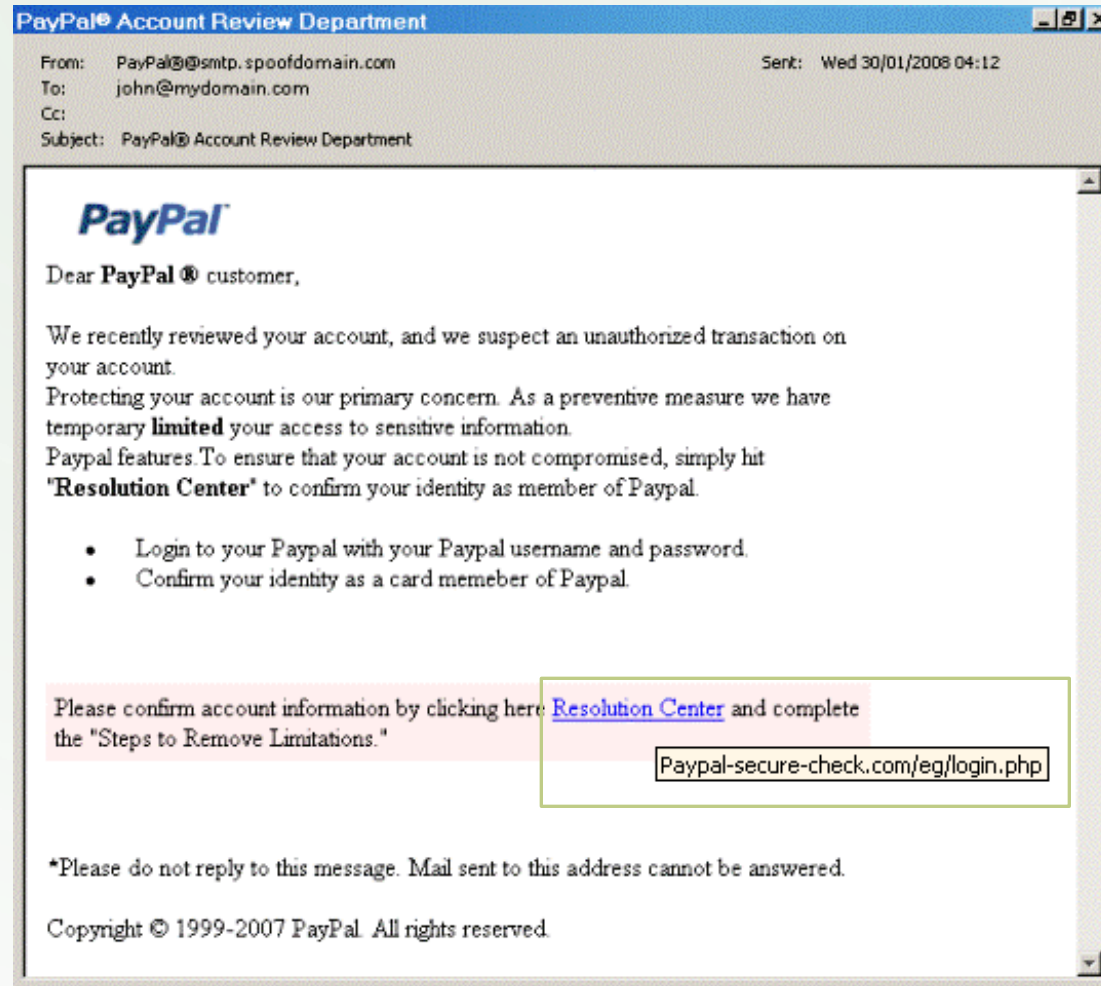 PayPal® Account Review Department
From: PayPal®@smtp.spoofdomain.com Sent: Wed 30/01/2008 04:12
To: john@mydomain.com
Cc:
Subject: PayPal® Account Review Department
PayPal™
Dear PayPal ® customer,
We recently reviewed your account, and we suspect an unauthorized transaction on
your account.
Protecting your account is our primary concern. As a preventive measure we have
temporary limited your access to sensitive information.
Paypal features.To ensure that your account is not compromised, simply hit
"Resolution Center" to confirm your identity as member of Paypal.
• Login to your Paypal with your Paypal username and password.
• Confirm your identity as a card memeber of Paypal.
Please confirm account information by clicking here Resolution Center and complete
the "Steps to Remove Limitations."
Paypal-secure-check.com/eg/login.php
*Please do not reply to this message. Mail sent to this address cannot be answered.
Copyright © 1999-2007 PayPal. All rights reserved.